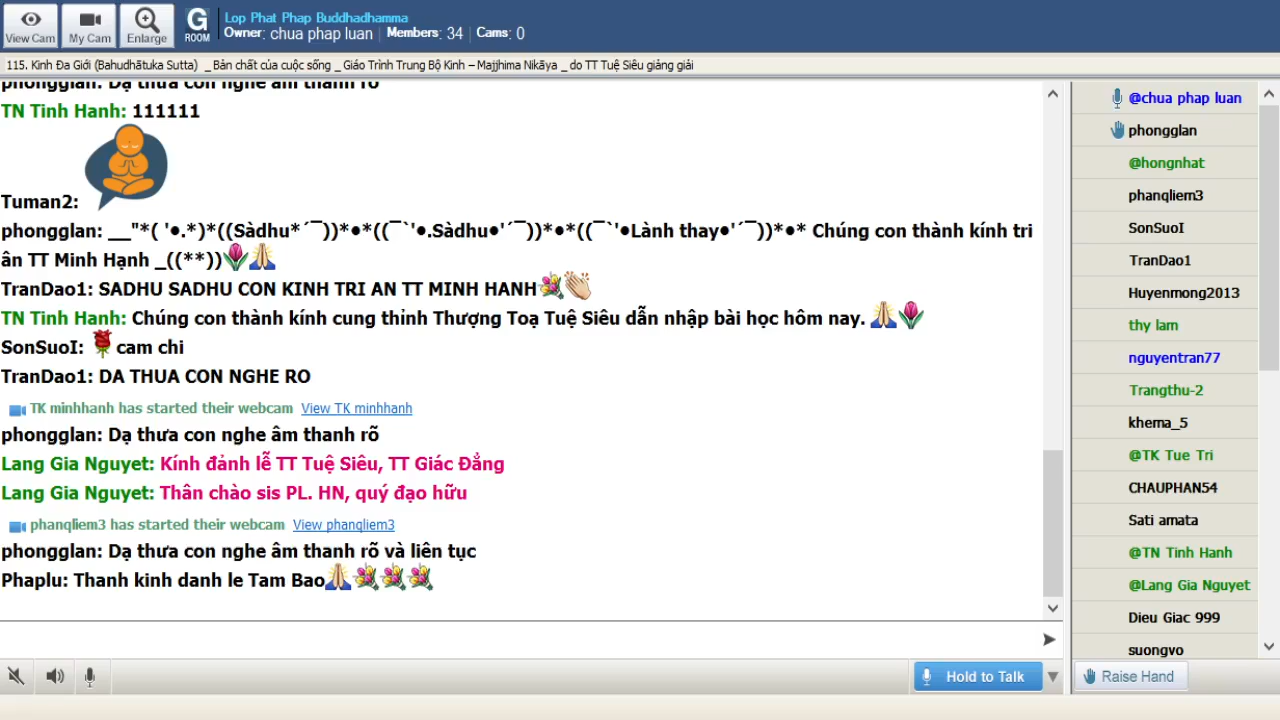 View Cam
My Cam
Enlarge
G
ROOM
Lop Phat Phap Buddhadhamma
Owner: chua phap luan | Members: 34 | Cams: 0
115. Kinh Đa Giới (Bahudhātuka Sutta) _ Bản chất của cuộc sống _ Giáo Trình Trung Bộ Kinh – Majjhima Nikāya _ do TT Tuệ Siêu giảng giải
phongglan: Dạ thưa con nghe âm thanh rõ
TN Tinh Hanh: 111111
Tuman2:
phongglan: __"*( '●.*)*((Sàdhu*´¯))*●*((¯`'●.Sàdhu●'´¯))*●*((¯`'●Lành thay●'´¯))*●* Chúng con thành kính tri
ân TT Minh Hạnh _((**))🌷🙏
TranDao1: SADHU SADHU CON KINH TRI AN TT MINH HANH💐👏
TN Tinh Hanh: Chúng con thành kính cung thỉnh Thượng Toạ Tuệ Siêu dẫn nhập bài học hôm nay. 🙏🌷
SonSuoI: 🌹cam chi
TranDao1: DA THUA CON NGHE RO
TK minhhanh has started their webcam View TK minhhanh
phongglan: Dạ thưa con nghe âm thanh rõ
Lang Gia Nguyet: Kính đảnh lễ TT Tuệ Siêu, TT Giác Đẳng
Lang Gia Nguyet: Thân chào sis PL. HN, quý đạo hữu
phanqliem3 has started their webcam View phanqliem3
phongglan: Dạ thưa con nghe âm thanh rõ và liên tục
Phaplu: Thanh kinh danh le Tam Bao🙏💐💐💐
@chua phap luan
phongglan
@hongnhat
phanqliem3
SonSuoI
TranDao1
Huyenmong2013
thy lam
nguyentran77
Trangthu-2
khema_5
@TK Tue Tri
CHAUPHAN54
Sati amata
@TN Tinh Hanh
@Lang Gia Nguyet
Dieu Giac 999
suongvo
Hold to Talk
Raise Hand